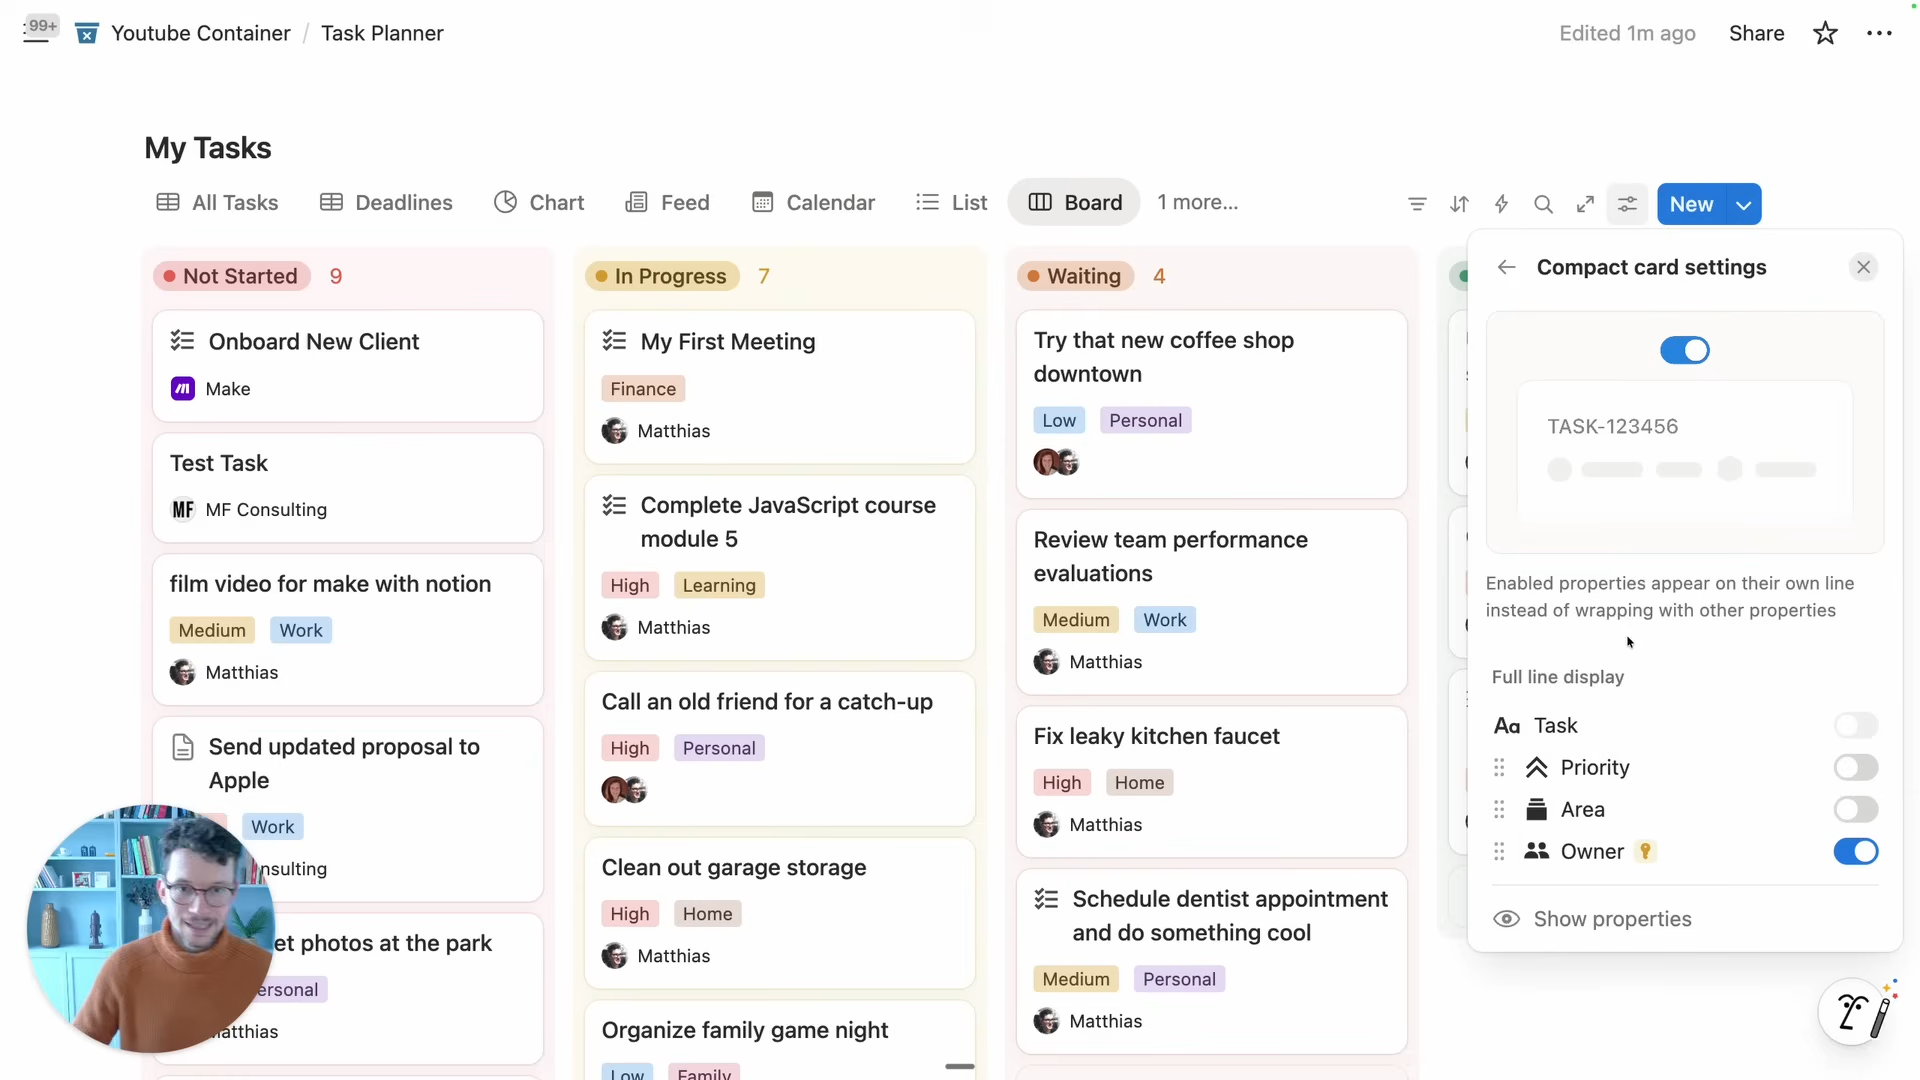 99+
Youtube Container / Task Planner
Edited 1m ago
Share
My Tasks
All Tasks
Deadlines
Chart
Feed
Calendar
List
Board
1 more...
New
Not Started 9
Onboard New Client
Make
Test Task
MF MF Consulting
film video for make with notion
Medium Work
Matthias
Send updated proposal to
Apple
Work
nsulting
et photos at the park
ersonal
atthias
In Progress 7
My First Meeting
Finance
Matthias
Complete JavaScript course
module 5
High Learning
Matthias
Call an old friend for a catch-up
High Personal
Clean out garage storage
High Home
Matthias
Organize family game night
Low Family
Waiting 4
Try that new coffee shop
downtown
Low Personal
Review team performance
evaluations
Medium Work
Matthias
Fix leaky kitchen faucet
High Home
Matthias
Schedule dentist appointment
and do something cool
Medium Personal
Matthias
Compact card settings
TASK-123456
Enabled properties appear on their own line
instead of wrapping with other properties
Full line display
Aa Task
Priority
Area
Owner
Show properties